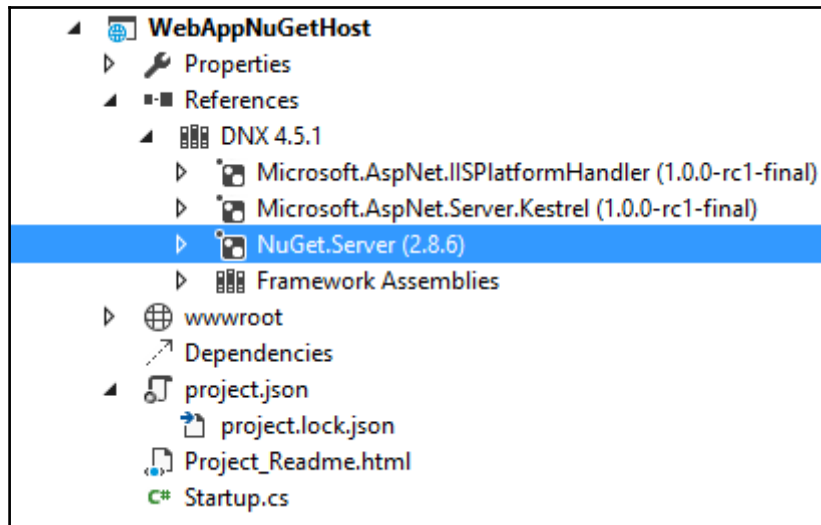 WebAppNuGetHost
Properties
References
DNX 4.5.1
Microsoft.AspNet.IISPlatformHandler (1.0.0-rc1-final)
Microsoft.AspNet.Server.Kestrel (1.0.0-rc1-final)
NuGet.Server (2.8.6)
Framework Assemblies
wwwroot
Dependencies
project.json
project.lock.json
Project_Readme.html
C# Startup.cs